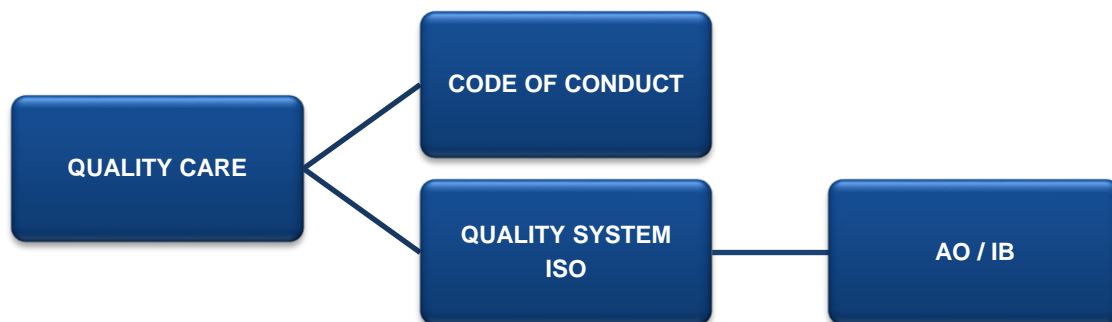 CODE OF CONDUCT
QUALITY CARE
QUALITY SYSTEM
ISO
AO / IB